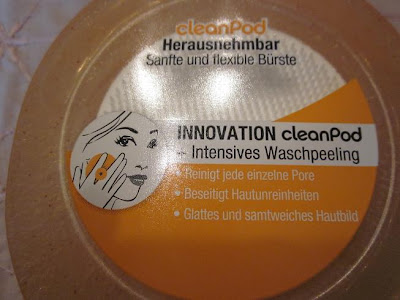 cleanPod
Herausnehmbar
Sanfte und flexible Bürste
INNOVATION cleanPod
– Intensives Waschpeeling
• Reinigt jede einzelne Pore
• Beseitigt Hautunreinheiten
• Glattes und samtweiches Hautbild